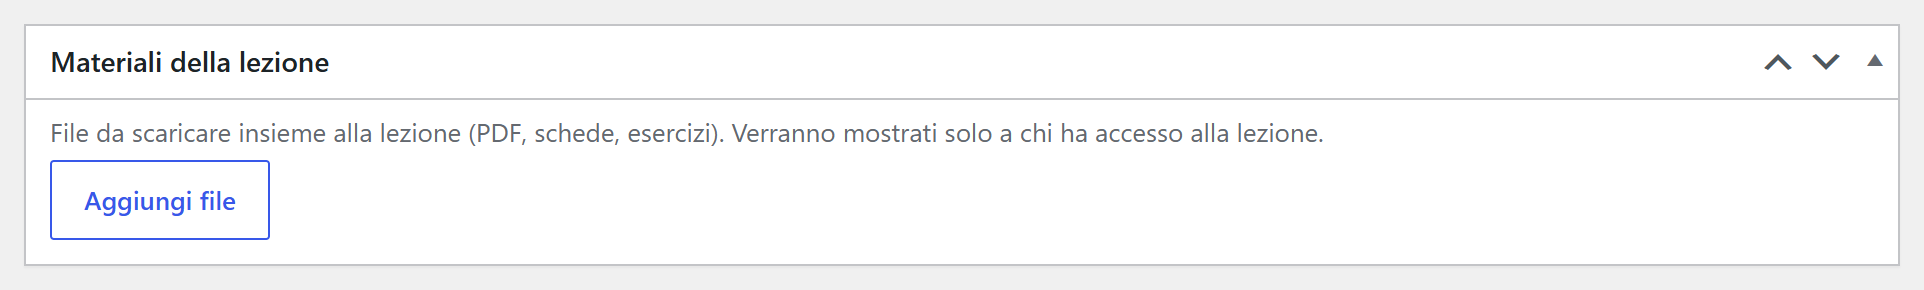 Materiali della lezione
File da scaricare insieme alla lezione (PDF, schede, esercizi). Verranno mostrati solo a chi ha accesso alla lezione.
Aggiungi file